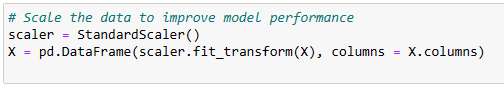 # Scale the data to improve model performance
scaler = StandardScaler()
X = pd.DataFrame(scaler.fit_transform(X), columns = X.columns)